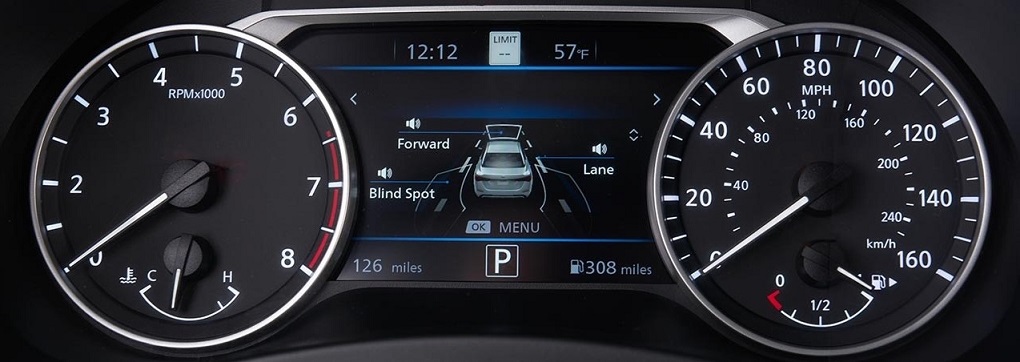 4
5
3
6
2
7
0
8
RPMx1000
C
H
12:12
LIMIT
--
57°F
Forward
Blind Spot
Lane
OK MENU
126 miles
P
308 miles
80
60
100
40
120
20
140
0
160
MPH
120
80
160
40
200
240
km/h
0
1/2